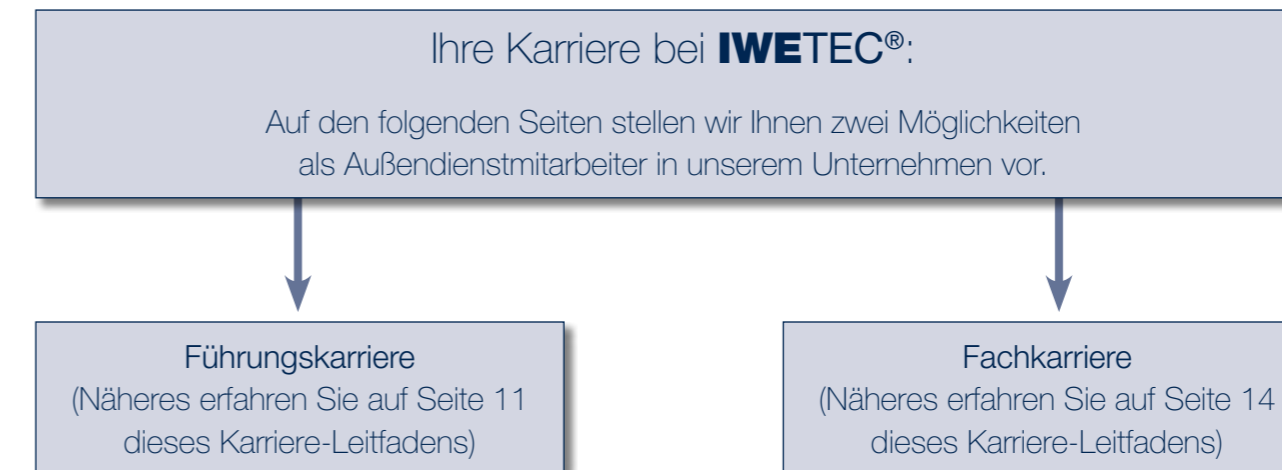 Ihre Karriere bei IWETEC®:
Auf den folgenden Seiten stellen wir Ihnen zwei Möglichkeiten
als Außendienstmitarbeiter in unserem Unternehmen vor.
Führungskarriere
(Näheres erfahren Sie auf Seite 11
dieses Karriere-Leitfadens)
Fachkarriere
(Näheres erfahren Sie auf Seite 14
dieses Karriere-Leitfadens)